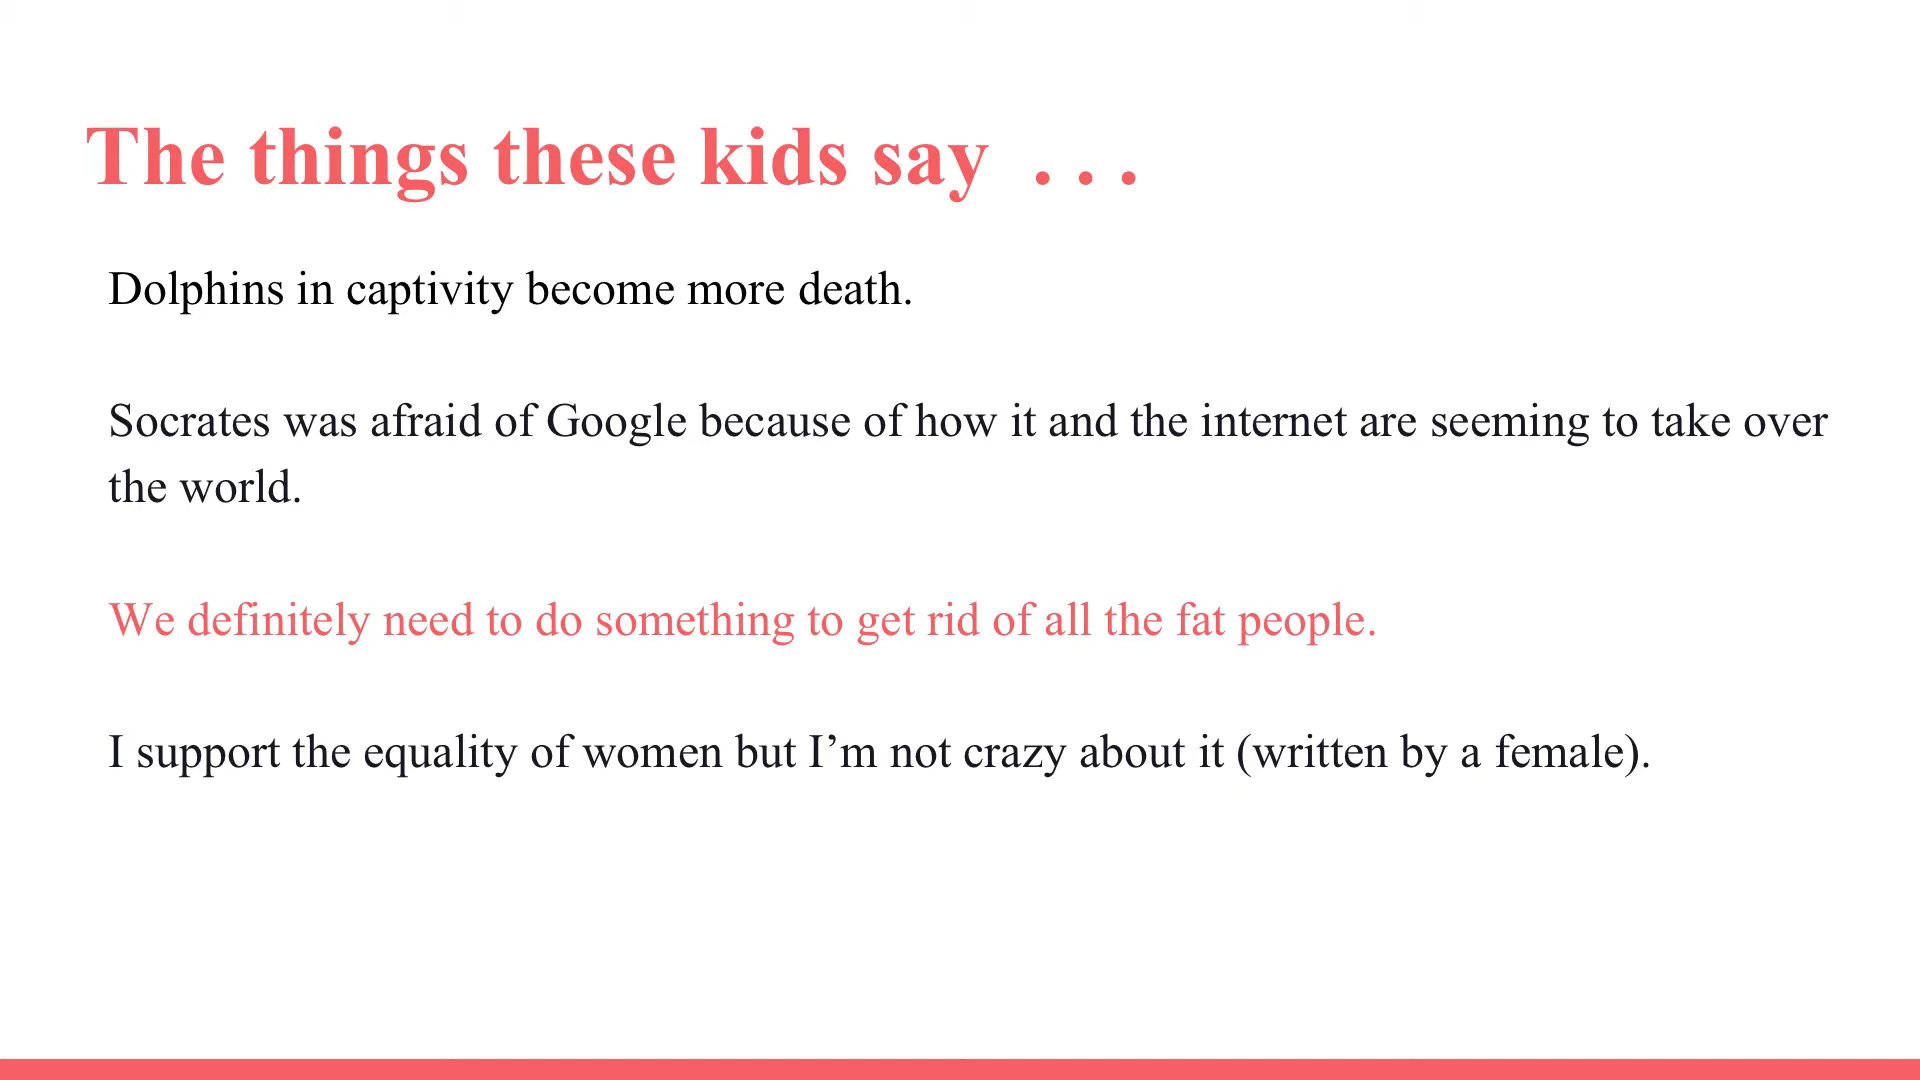 The things these kids say . . .
Dolphins in captivity become more death.
Socrates was afraid of Google because of how it and the internet are seeming to take over
the world.
We definitely need to do something to get rid of all the fat people.
I support the equality of women but I’m not crazy about it (written by a female).